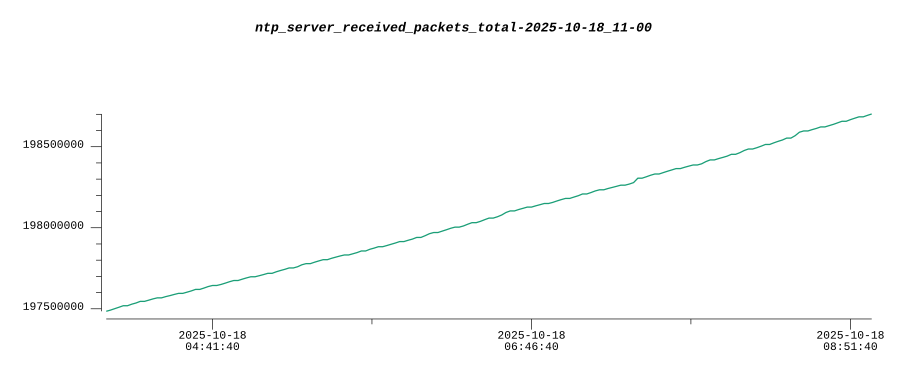 ntp_server_received_packets_total-2025-10-18_11-00
198500000
198000000
197500000
2025-10-18 2025-10-18 2025-10-18
04:41:40 06:46:40 08:51:40